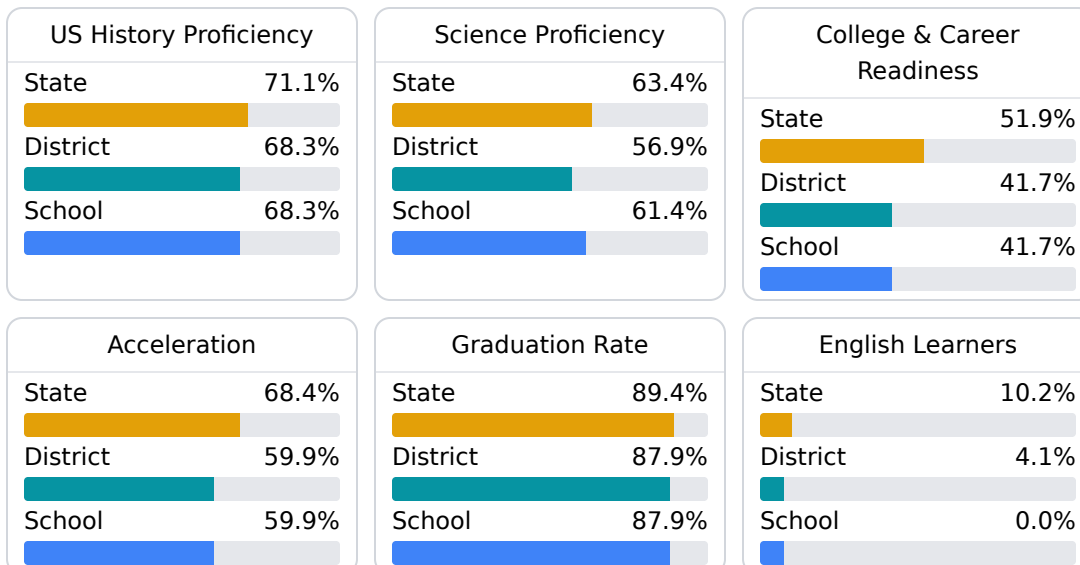 US History Proficiency
State 71.1%
District 68.3%
School 68.3%
Science Proficiency
State 63.4%
District 56.9%
School 61.4%
College & Career
Readiness
State 51.9%
District 41.7%
School 41.7%
Acceleration
State 68.4%
District 59.9%
School 59.9%
Graduation Rate
State 89.4%
District 87.9%
School 87.9%
English Learners
State 10.2%
District 4.1%
School 0.0%